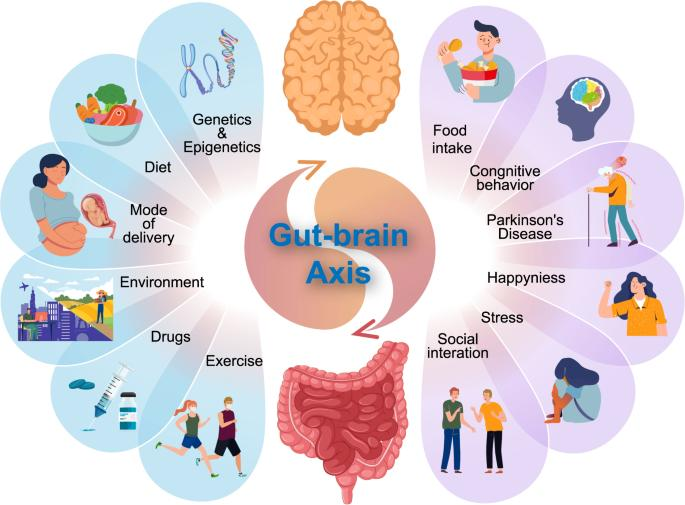 Genetics
&
Epigenetics
Diet
Mode
of
delivery
Environment
Drugs
Exercise
Gut-brain
Axis
Food
intake
Congnitive
behavior
Parkinson's
Disease
Happyniess
Stress
Social
interation